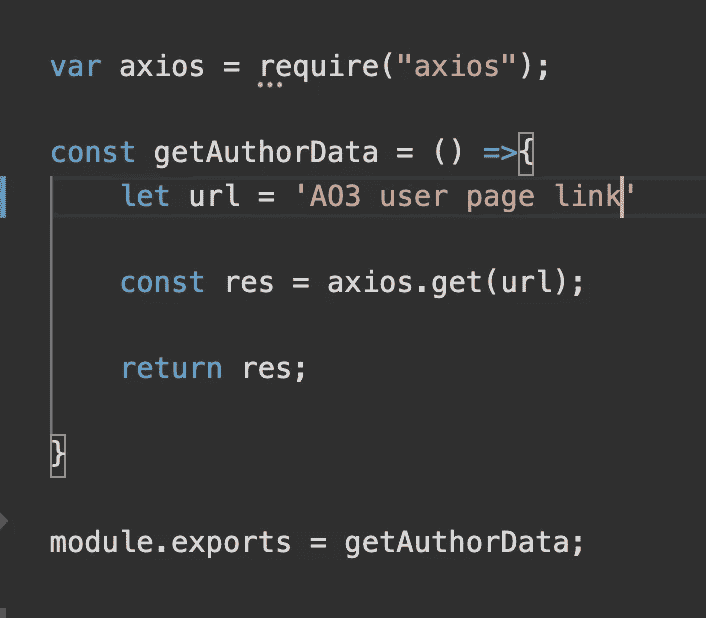 var axios = require("axios");
const getAuthorData = () =>{
let url = 'AO3 user page link'
const res = axios.get(url);
return res;
}
module.exports = getAuthorData;